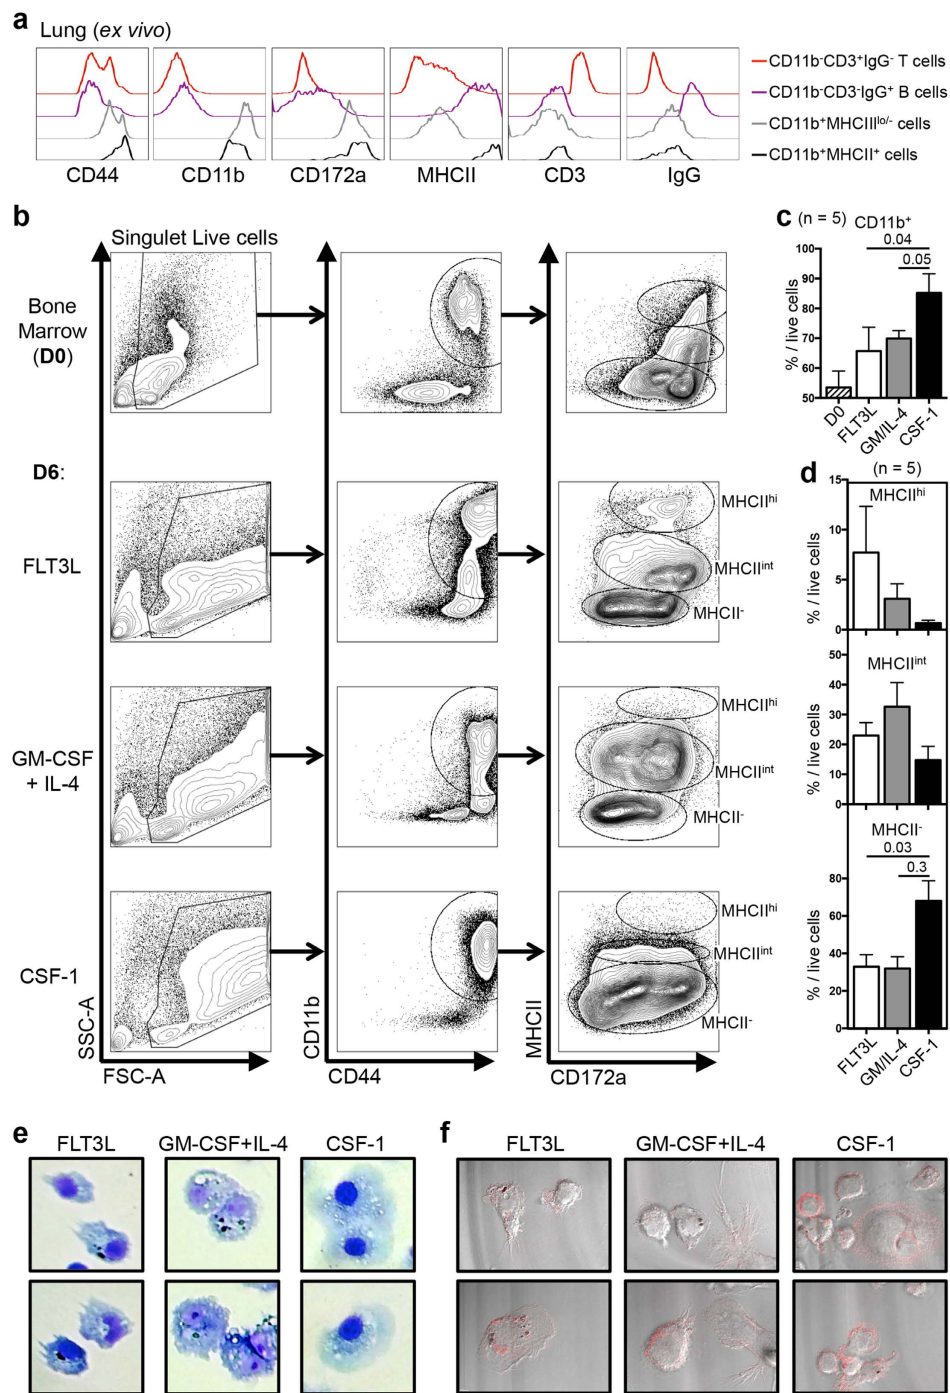 a
Lung (ex vivo)
CD11b⁻CD3⁺IgG⁻ T cells
CD11b⁻CD3⁻IgG⁺ B cells
CD11b⁺MHCIIIˡᵒ/⁻ cells
CD11b⁺MHCII⁺ cells
CD44 CD11b CD172a MHCII CD3 IgG
b
Singulet Live cells
Bone
Marrow
(D0)
D6:
FLT3L
MHCIIʰⁱ
MHCIIⁱⁿᵗ
MHCII⁻
GM-CSF
+ IL-4
MHCIIʰⁱ
MHCIIⁱⁿᵗ
MHCII⁻
CSF-1
MHCIIʰⁱ
MHCIIⁱⁿᵗ
MHCII⁻
SSC-A
FSC-A
CD11b
CD44
MHCII
CD172a
c
(n = 5) CD11b⁺
0.04
0.05
% / live cells
100
90
80
70
60
50
D0 FLT3L GM/IL-4 CSF-1
d
(n = 5)
MHCIIʰⁱ
% / live cells
15
10
5
0
MHCIIⁱⁿᵗ
% / live cells
50
40
30
20
10
0
MHCII⁻
0.03
0.3
% / live cells
80
60
40
20
0
FLT3L GM/IL-4 CSF-1
e
FLT3L GM-CSF+IL-4 CSF-1
f
FLT3L GM-CSF+IL-4 CSF-1